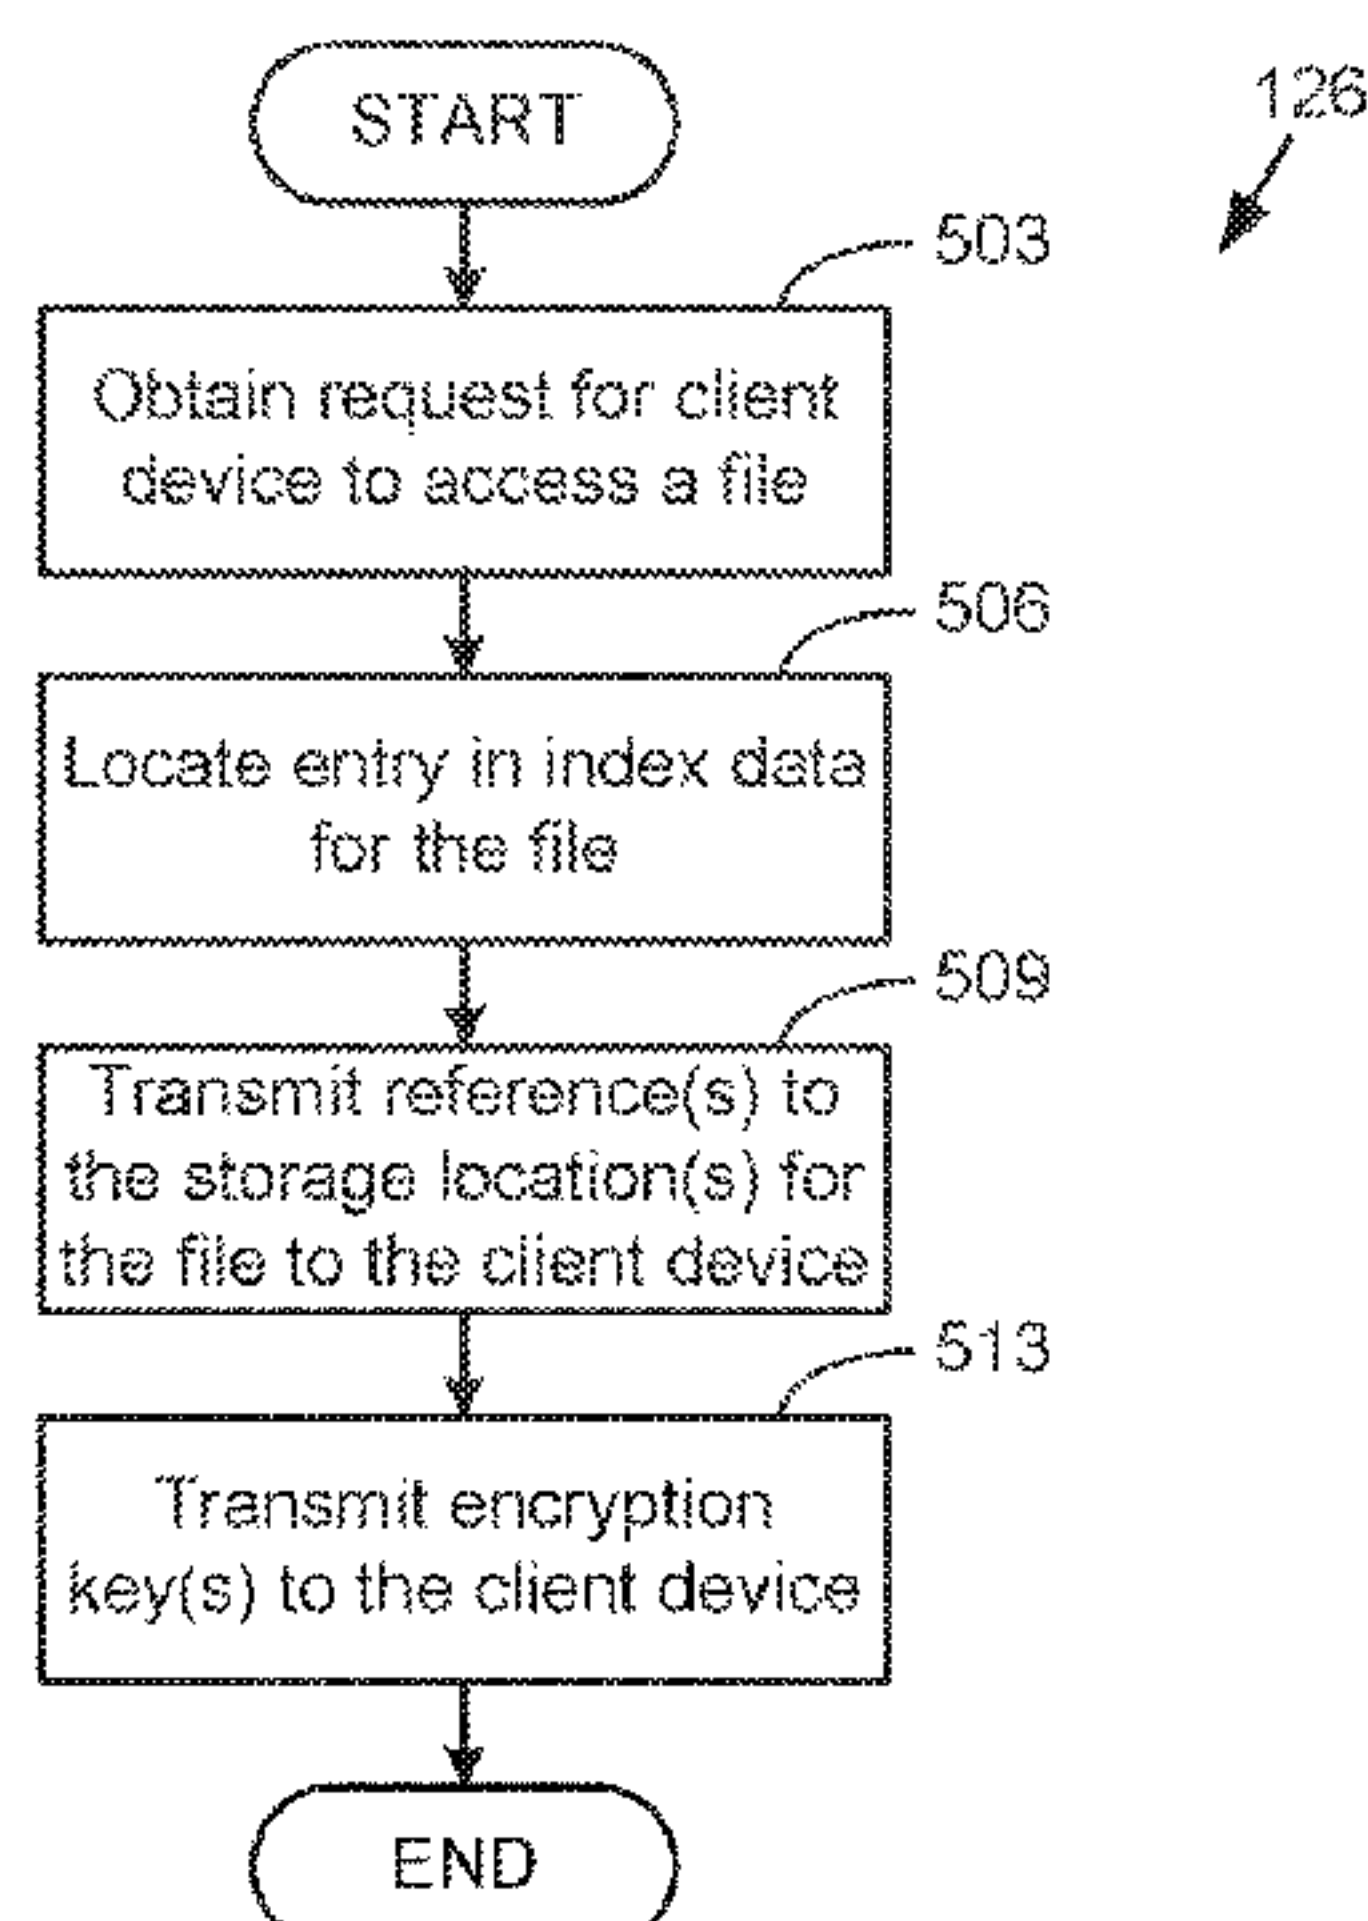 START
126
503
Obtain request for client
device to access a file
506
Locate entry in index data
for the file
509
Transmit reference(s) to
the storage location(s) for
the file to the client device
513
Transmit encryption
key(s) to the client device
END